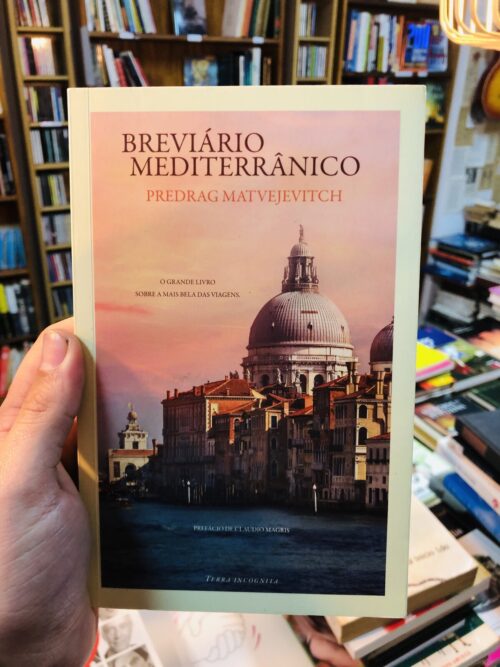 BREVIÁRIO
MEDITERRÂNICO
PREDRAG MATVEJEVITCH
O GRANDE LIVRO
SOBRE A MAIS BELA DAS VIAGENS.
PREFÁCIO DE CLAUDIO MAGRIS
TERRA INCOGNITA